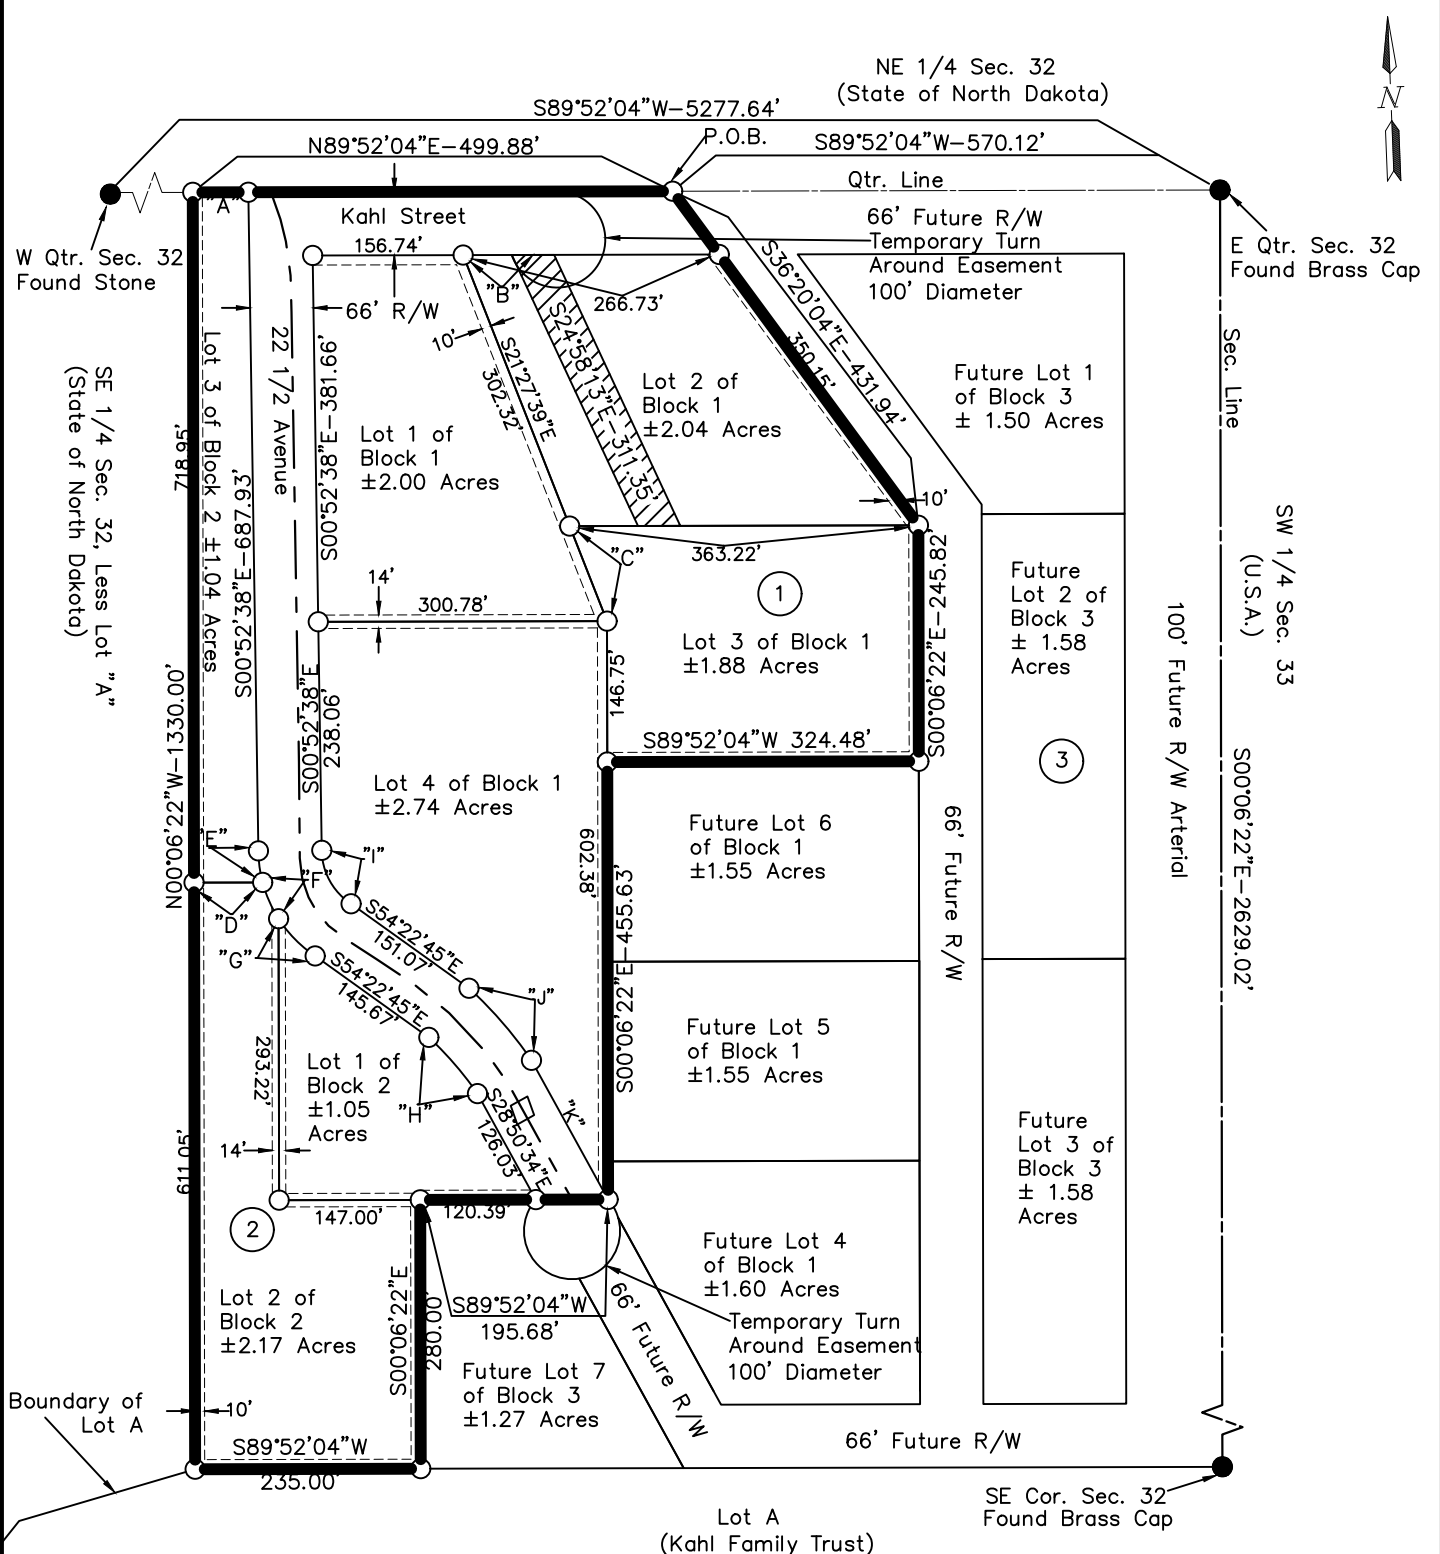 NE 1/4 Sec. 32
(State of North Dakota)
N
S89°52'04"W-5277.64'
P.O.B.
N89°52'04"E-499.88'
S89°52'04"W-570.12'
Qtr. Line
"A"
Kahl Street
66' Future R/W
Temporary Turn
Around Easement
100' Diameter
W Qtr. Sec. 32
Found Stone
E Qtr. Sec. 32
Found Brass Cap
156.74'
"B"
266.73'
66' R/W
10'
S36°20'04"E-431.94'
350.15'
S24°58'13"E-311.35'
S21°27'39"E
302.32'
22 1/2 Avenue
S00°52'38"E-381.66'
Lot 3 of Block 2 ±1.04 Acres
718.95'
S00°52'38"E-687.93'
SE 1/4 Sec. 32, Less Lot "A"
(State of North Dakota)
Lot 1 of
Block 1
±2.00 Acres
Lot 2 of
Block 1
±2.04 Acres
Future Lot 1
of Block 3
± 1.50 Acres
Sec. Line
10'
363.22'
"C"
14'
300.78'
1
Lot 3 of Block 1
±1.88 Acres
146.75'
S89°52'04"W 324.48'
S00°06'22"E-245.82'
Future
Lot 2 of
Block 3
± 1.58
Acres
3
100' Future R/W Arterial
SW 1/4 Sec. 33
(U.S.A.)
S00°06'22"E-2629.02'
N00°06'22"W-1330.00'
S00°52'38"E
238.06'
Lot 4 of Block 1
±2.74 Acres
"E"
"F"
"I"
"D"
"G"
S54°22'45"E
151.07'
S54°22'45"E
145.67'
"J"
602.38'
S00°06'22"E-455.63'
Future Lot 6
of Block 1
±1.55 Acres
66' Future R/W
Future Lot 5
of Block 1
±1.55 Acres
293.22'
Lot 1 of
Block 2
±1.05
Acres
"H"
"K"
S28°50'34"E
126.03'
14'
611.05'
Future
Lot 3 of
Block 3
± 1.58
Acres
2
147.00'
120.39'
Future Lot 4
of Block 1
±1.60 Acres
S89°52'04"W
195.68'
66' Future R/W
Temporary Turn
Around Easement
100' Diameter
S00°06'22"E
280.00'
Lot 2 of
Block 2
±2.17 Acres
Future Lot 7
of Block 3
±1.27 Acres
Boundary of
Lot A
10'
S89°52'04"W
235.00'
66' Future R/W
SE Cor. Sec. 32
Found Brass Cap
Lot A
(Kahl Family Trust)